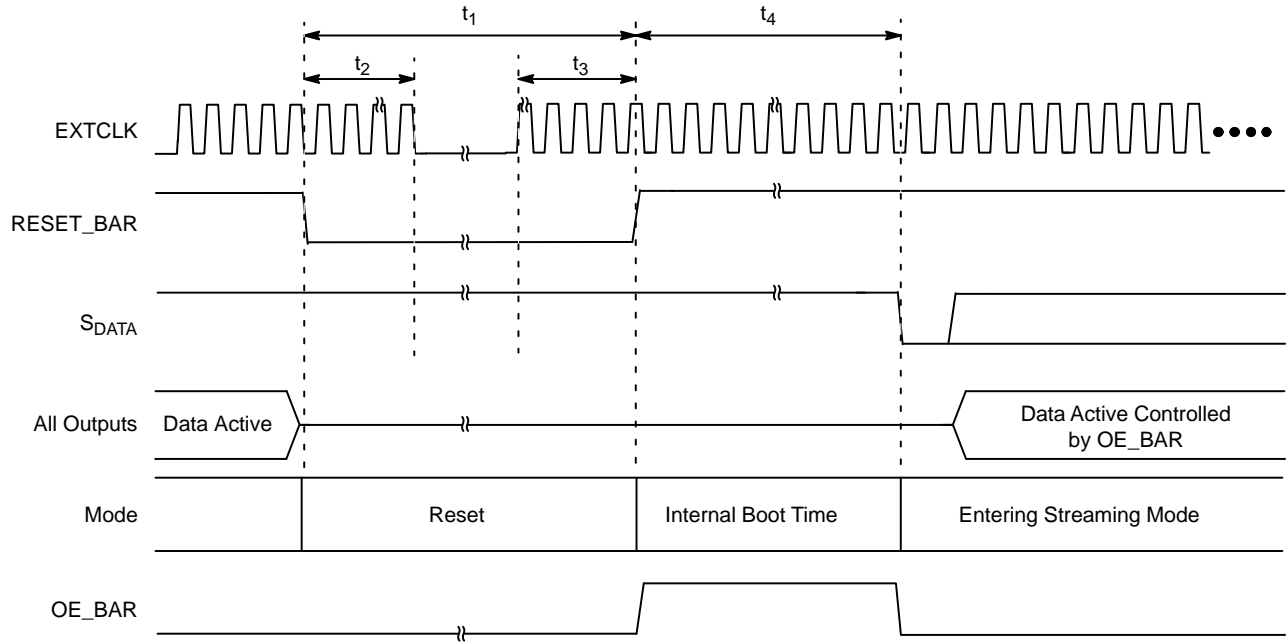 t1
t4
t2
t3
EXTCLK
RESET_BAR
SDATA
All Outputs
Data Active
Data Active Controlled
by OE_BAR
Mode
Reset
Internal Boot Time
Entering Streaming Mode
OE_BAR